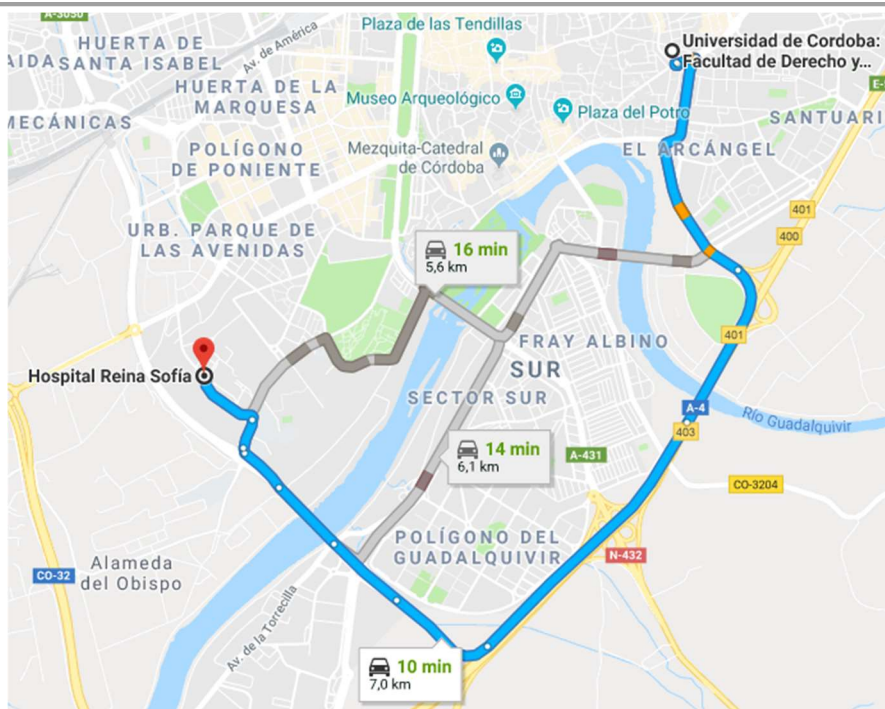 A-3050
Plaza de las Tendillas
HUERTA DE
SANTA ISABEL
Av. de América
Universidad de Cordoba:
Facultad de Derecho y...
HUERTA DE LA
MARQUESA
Museo Arqueológico
Plaza del Potro
MECÁNICAS
SANTUARI
POLÍGONO
DE PONIENTE
Mezquita-Catedral
de Córdoba
EL ARCÁNGEL
401
400
URB. PARQUE DE
LAS AVENIDAS
16 min
5,6 km
401
FRAY ALBINO
SUR
Hospital Reina Sofía
SECTOR SUR
A-4
Río Guadalquivir
403
14 min
6,1 km
A-431
CO-3204
POLÍGONO DEL
GUADALQUIVIR
N-432
Alameda
del Obispo
CO-32
Av. de la Torrecilla
10 min
7,0 km